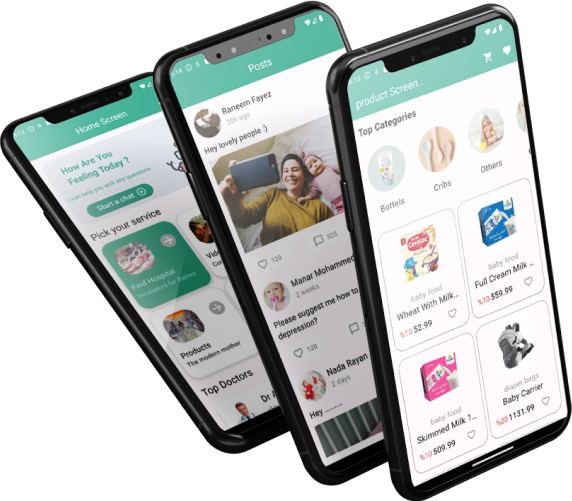 Home Screen
How Are You
Feeling Today ?
I can help you with any questions
Start a chat
Pick your service
Find Hospital
Incubations for Babies
Products
The modern mother
Top Doctors
Dr A
Posts
Raneem Fayez
20h ago
Hey lovely people :)
120
325
Manar Mohammed
2 weeks
Please suggest me how to
depression?
120
Nada Rayan
2 days
Hey
product Screen..
Top Categories
Bottels
Cribs
Others
Cerelac
baby food
Wheat With Milk...
%10 52.99
baby food
Full Cream Milk ...
%10 559.99
baby food
Skimmed Milk 1...
%10 509.99
diaper bags
Baby Carrier
%20 1131.99